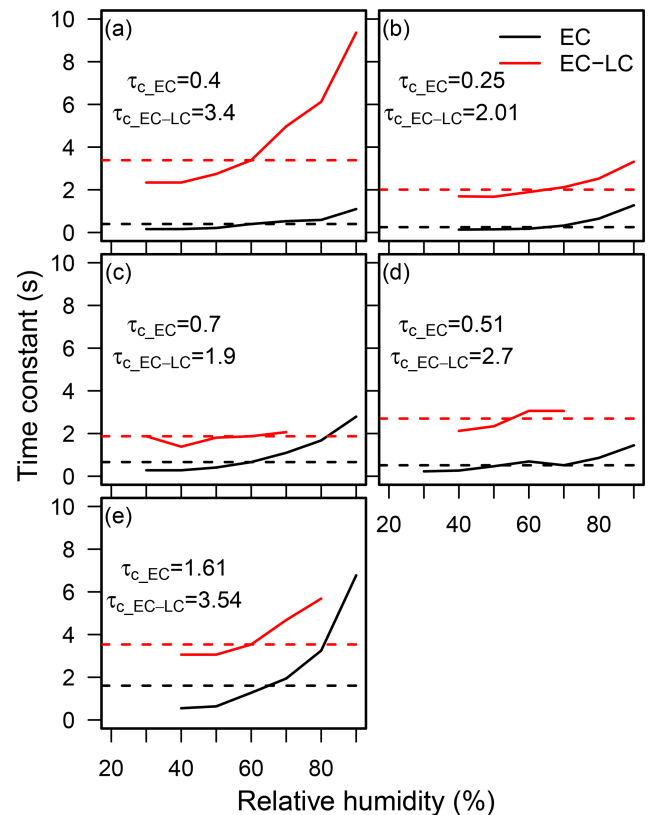 (a)
τc_EC=0.4
τc_EC−LC=3.4
(b)
EC
EC−LC
τc_EC=0.25
τc_EC−LC=2.01
(c)
τc_EC=0.7
τc_EC−LC=1.9
(d)
τc_EC=0.51
τc_EC−LC=2.7
(e)
τc_EC=1.61
τc_EC−LC=3.54
10
8
6
4
2
0
10
8
6
4
2
0
10
8
6
4
2
0
Time constant (s)
20 40 60 80
20 40 60 80
Relative humidity (%)